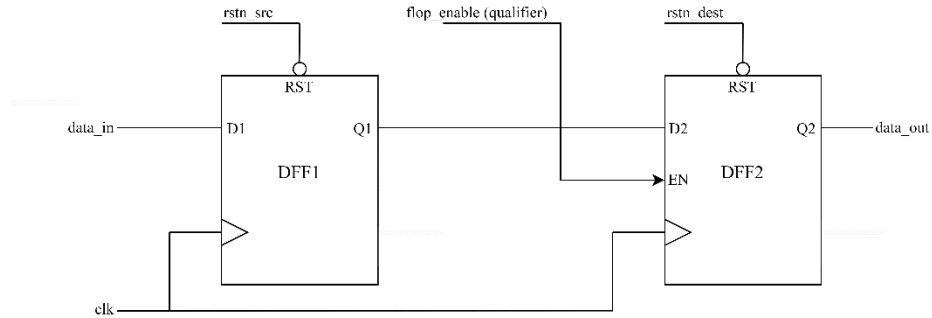 rstn_src
flop_enable (qualifier)
rstn_dest
RST
RST
data_in
D1
Q1
D2
Q2
data_out
DFF1
EN
DFF2
clk